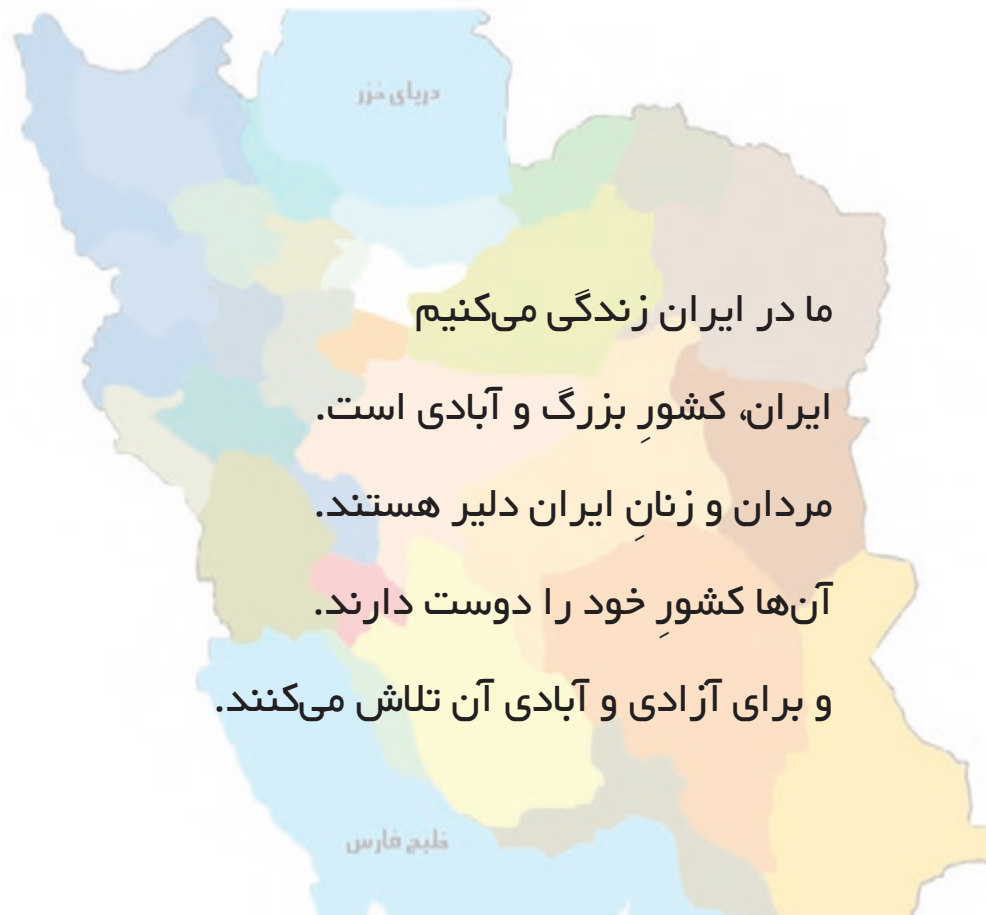 دریای خزر
ما در ایران زندگی می‌کنیم
ایران، کشورِ بزرگ و آبادی است.
مردان و زنانِ ایران دلیر هستند.
آن‌ها کشورِ خود را دوست دارند.
و برای آزادی و آبادی آن تلاش می‌کنند.
خلیج فارس